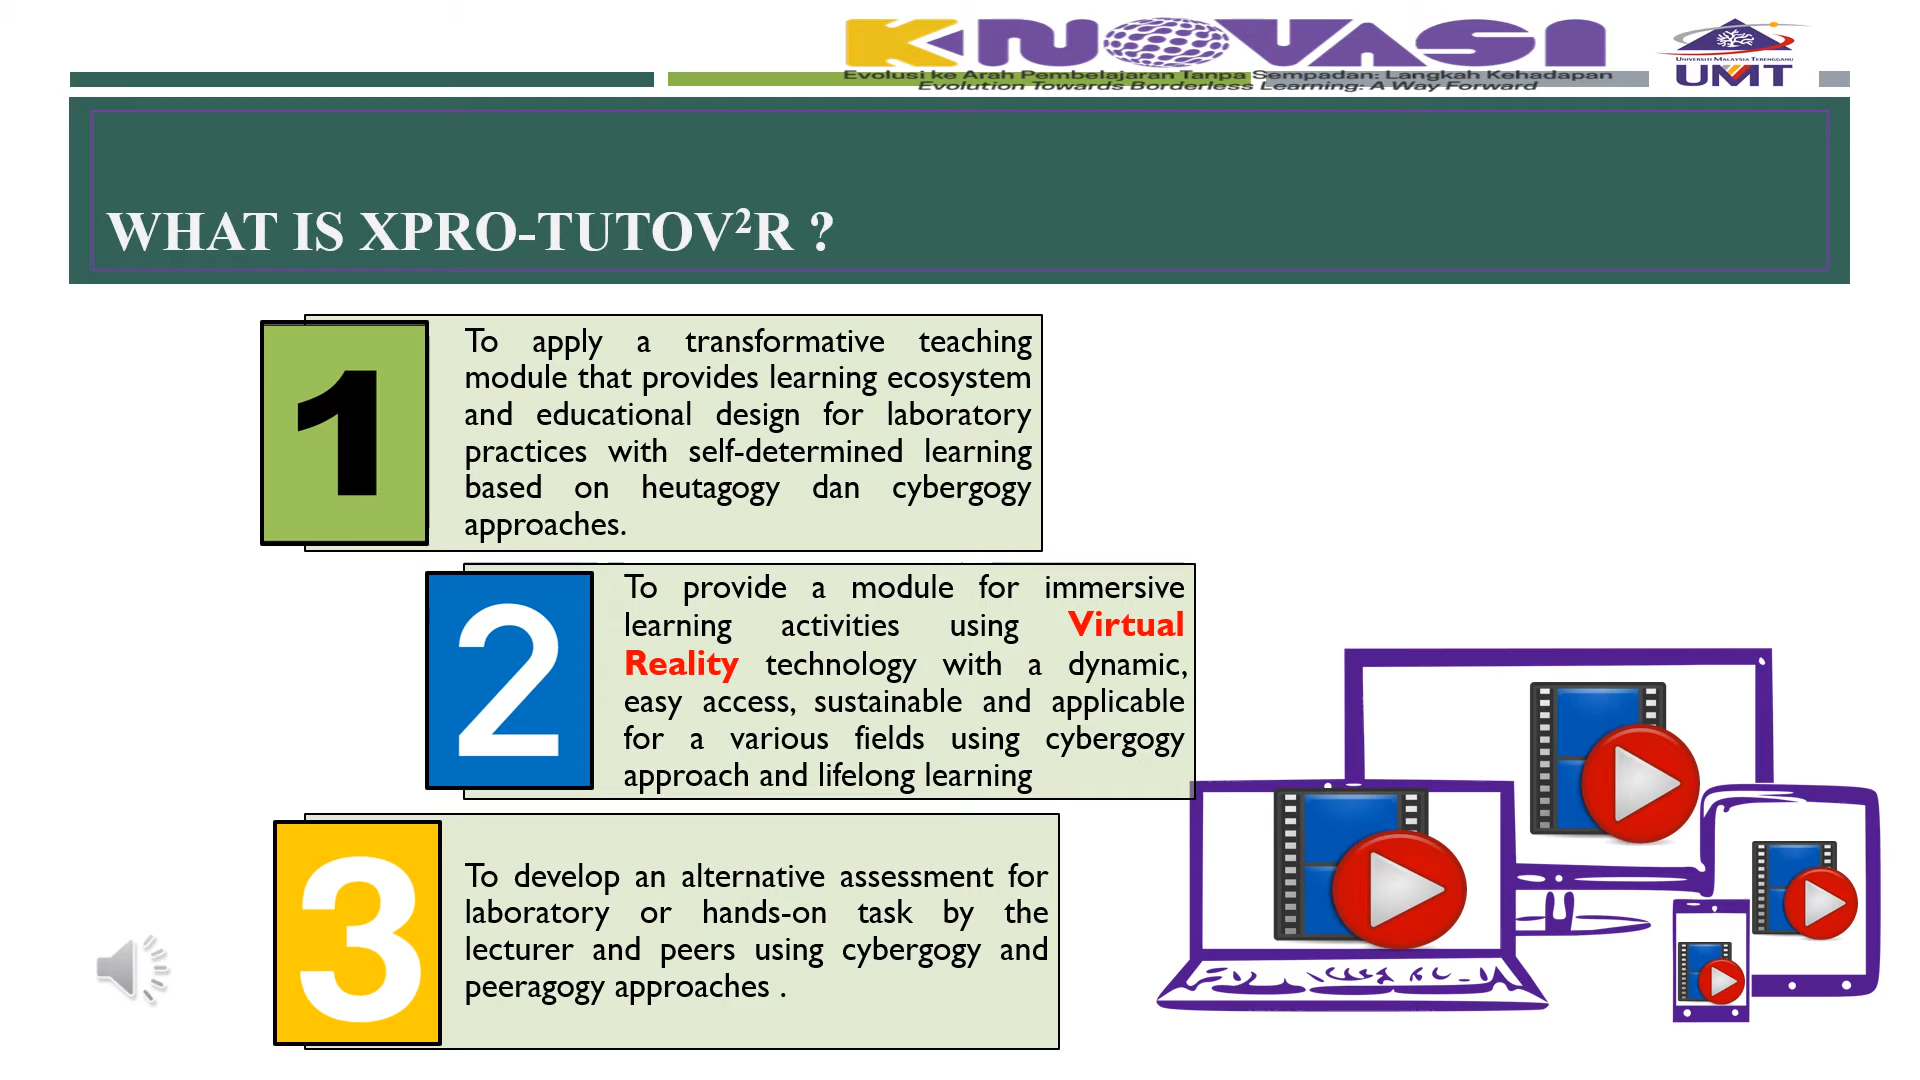 KNOVASI
Evolusi ke Arah Pembelajaran Tanpa Sempadan: Langkah Kehadapan
Evolution Towards Borderless Learning: A Way Forward
UNIVERSITI MALAYSIA TERENGGANU
UMT
WHAT IS XPRO-TUTOV²R ?
1
To apply a transformative teaching
module that provides learning ecosystem
and educational design for laboratory
practices with self-determined learning
based on heutagogy dan cybergogy
approaches.
2
To provide a module for immersive
learning activities using Virtual
Reality technology with a dynamic,
easy access, sustainable and applicable
for a various fields using cybergogy
approach and lifelong learning
3
To develop an alternative assessment for
laboratory or hands-on task by the
lecturer and peers using cybergogy and
peeragogy approaches .